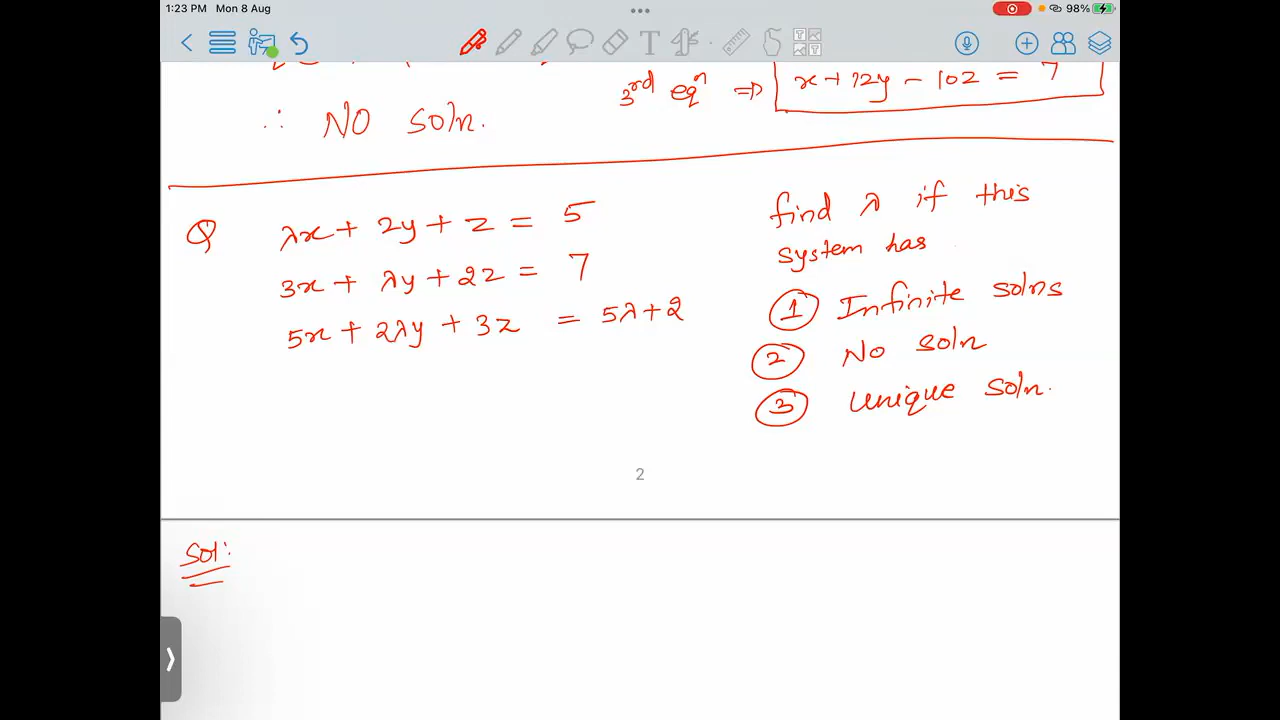 1:23 PM Mon 8 Aug
98%
T
3rd eqn ⇒ x + 12y - 10z = 7
∴ NO Soln.
Q
λx + 2y + z = 5
3x + λy + 2z = 7
5x + 2λy + 3z = 5λ+2
find λ if this
system has
① Infinite solns
② No soln
③ Unique soln.
2
Sol: